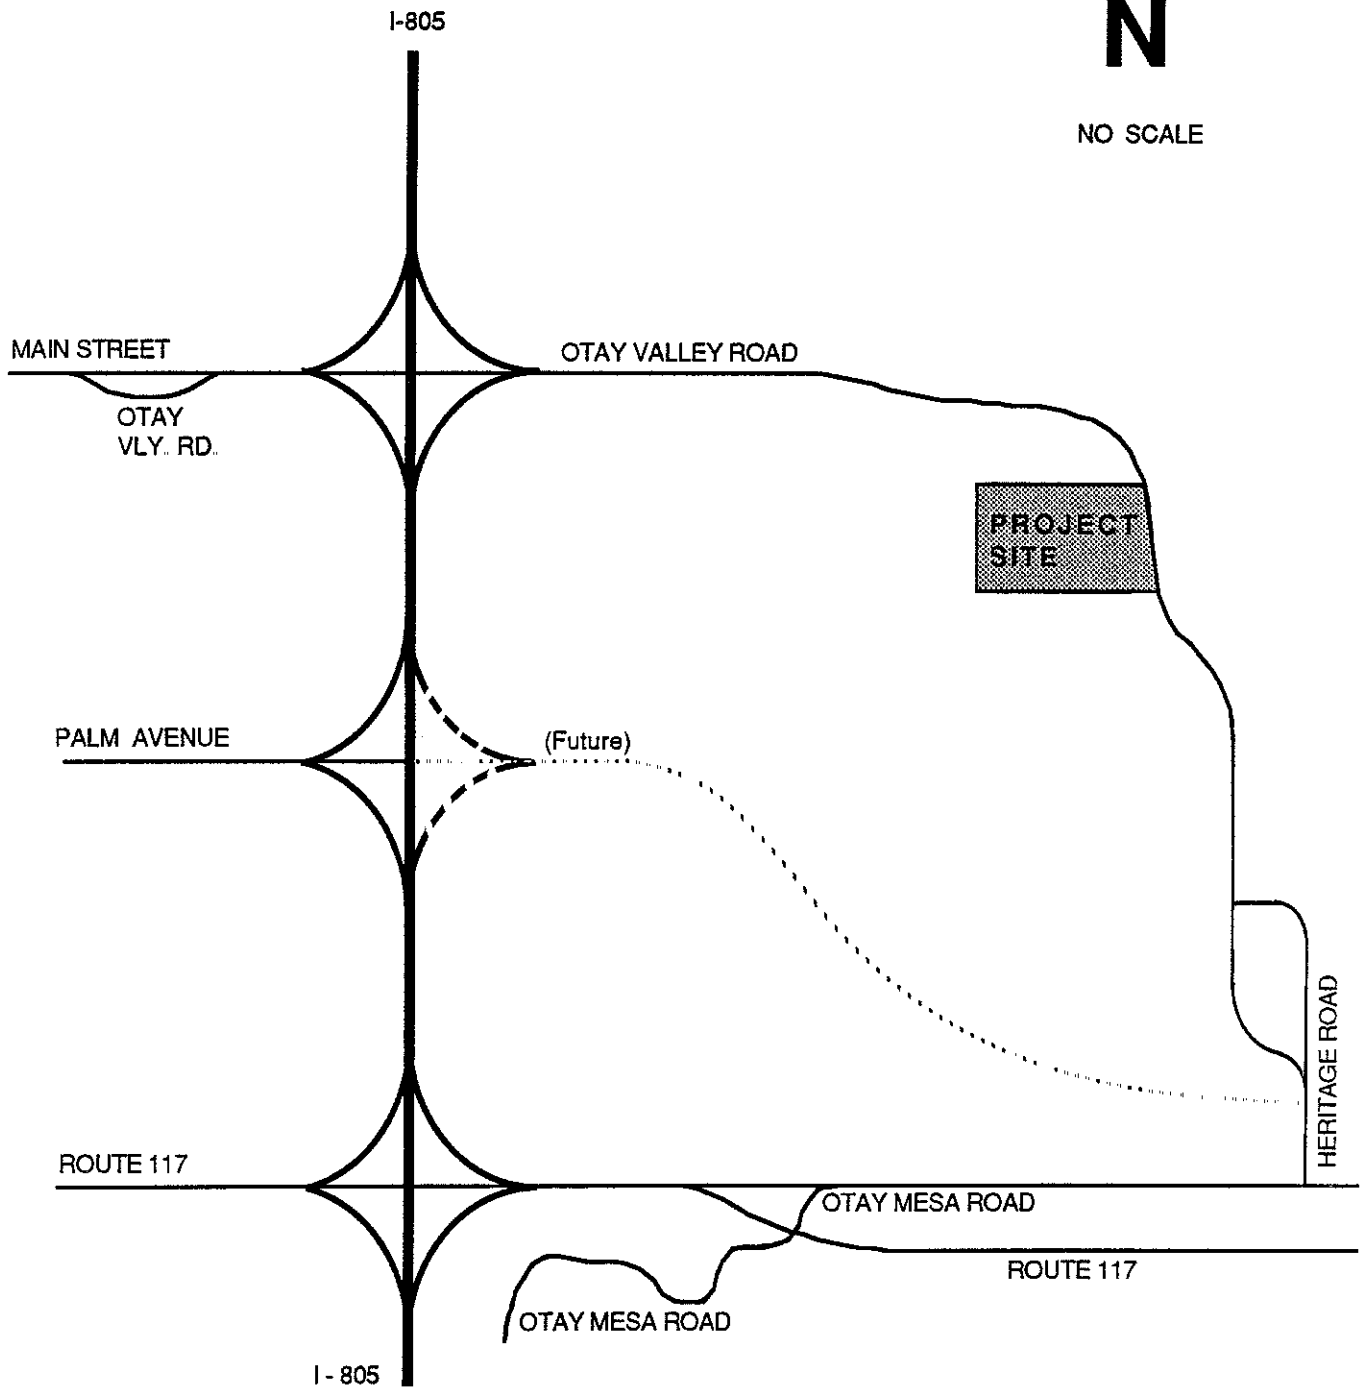 I-805
N
NO SCALE
MAIN STREET
OTAY VALLEY ROAD
OTAY
VLY. RD.
PROJECT
SITE
PALM AVENUE
(Future)
HERITAGE ROAD
ROUTE 117
OTAY MESA ROAD
ROUTE 117
OTAY MESA ROAD
I - 805